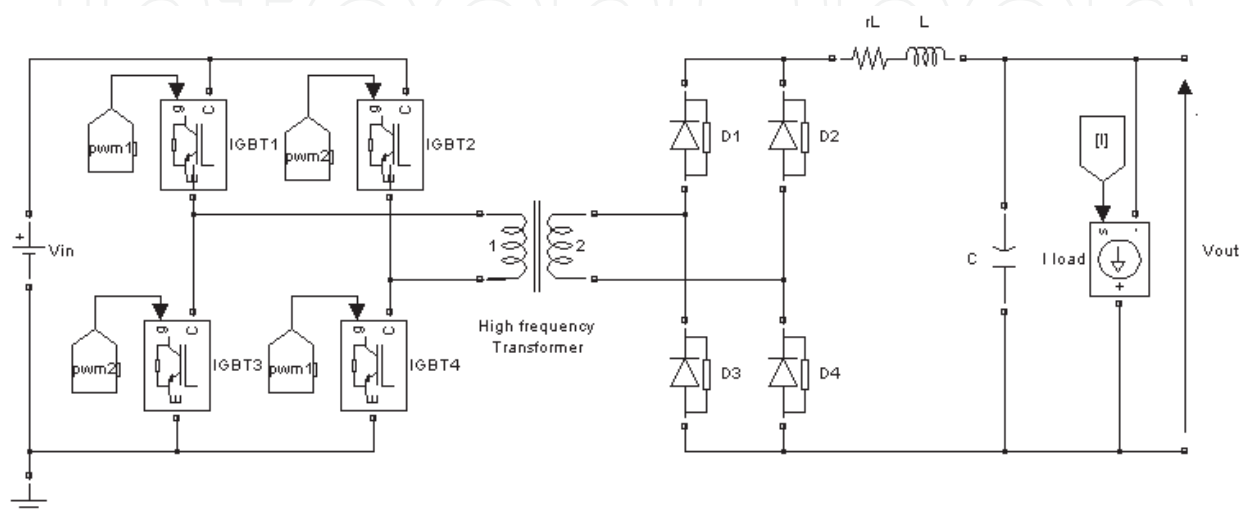 rL L
g C
pwm1
IGBT1
E
g C
pwm2
IGBT2
E
D1
D2
[I]
s -
+
Vin
1
2
C
I load
+
Vout
g C
pwm2
IGBT3
E
g C
pwm1
IGBT4
E
High frequency
Transformer
D3
D4